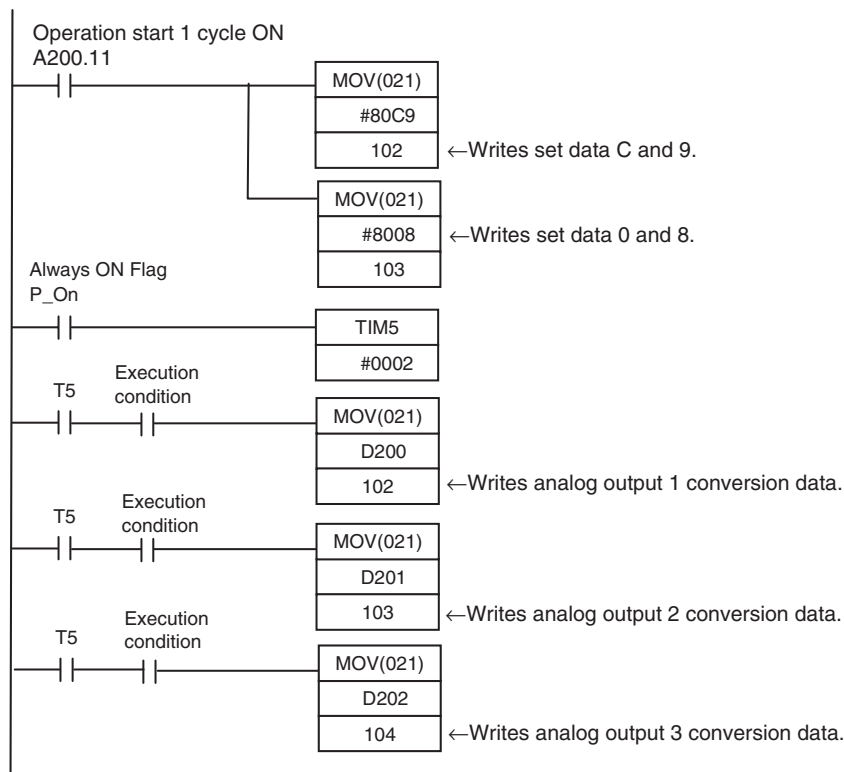 Operation start 1 cycle ON
A200.11
MOV(021)
#80C9
102 ←Writes set data C and 9.
MOV(021)
#8008 ←Writes set data 0 and 8.
103
Always ON Flag
P_On
TIM5
#0002
T5 Execution
condition
MOV(021)
D200
102 ←Writes analog output 1 conversion data.
T5 Execution
condition
MOV(021)
D201
103 ←Writes analog output 2 conversion data.
T5 Execution
condition
MOV(021)
D202
104 ←Writes analog output 3 conversion data.